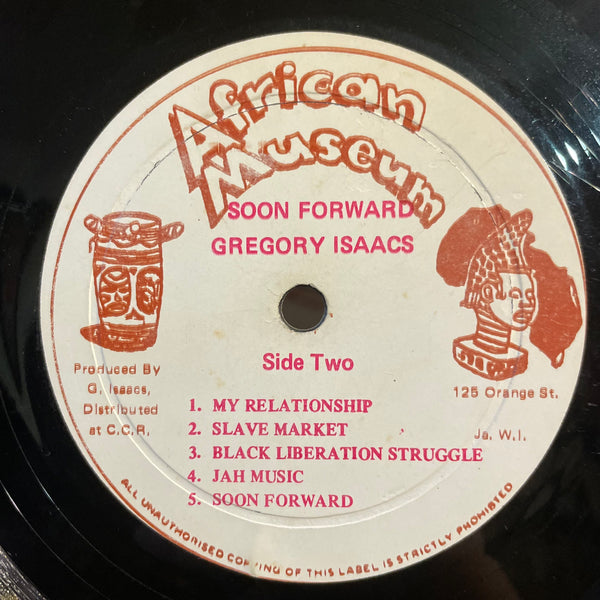 African
Museum
SOON FORWARD
GREGORY ISAACS
Side Two
Produced By
G. Isaacs,
Distributed
at C.C.R.
125 Orange St.
Ja. W.I.
1. MY RELATIONSHIP
2. SLAVE MARKET
3. BLACK LIBERATION STRUGGLE
4. JAH MUSIC
5. SOON FORWARD
ALL UNAUTHORISED COPYING OF THIS LABEL IS STRICTLY PROHIBITED